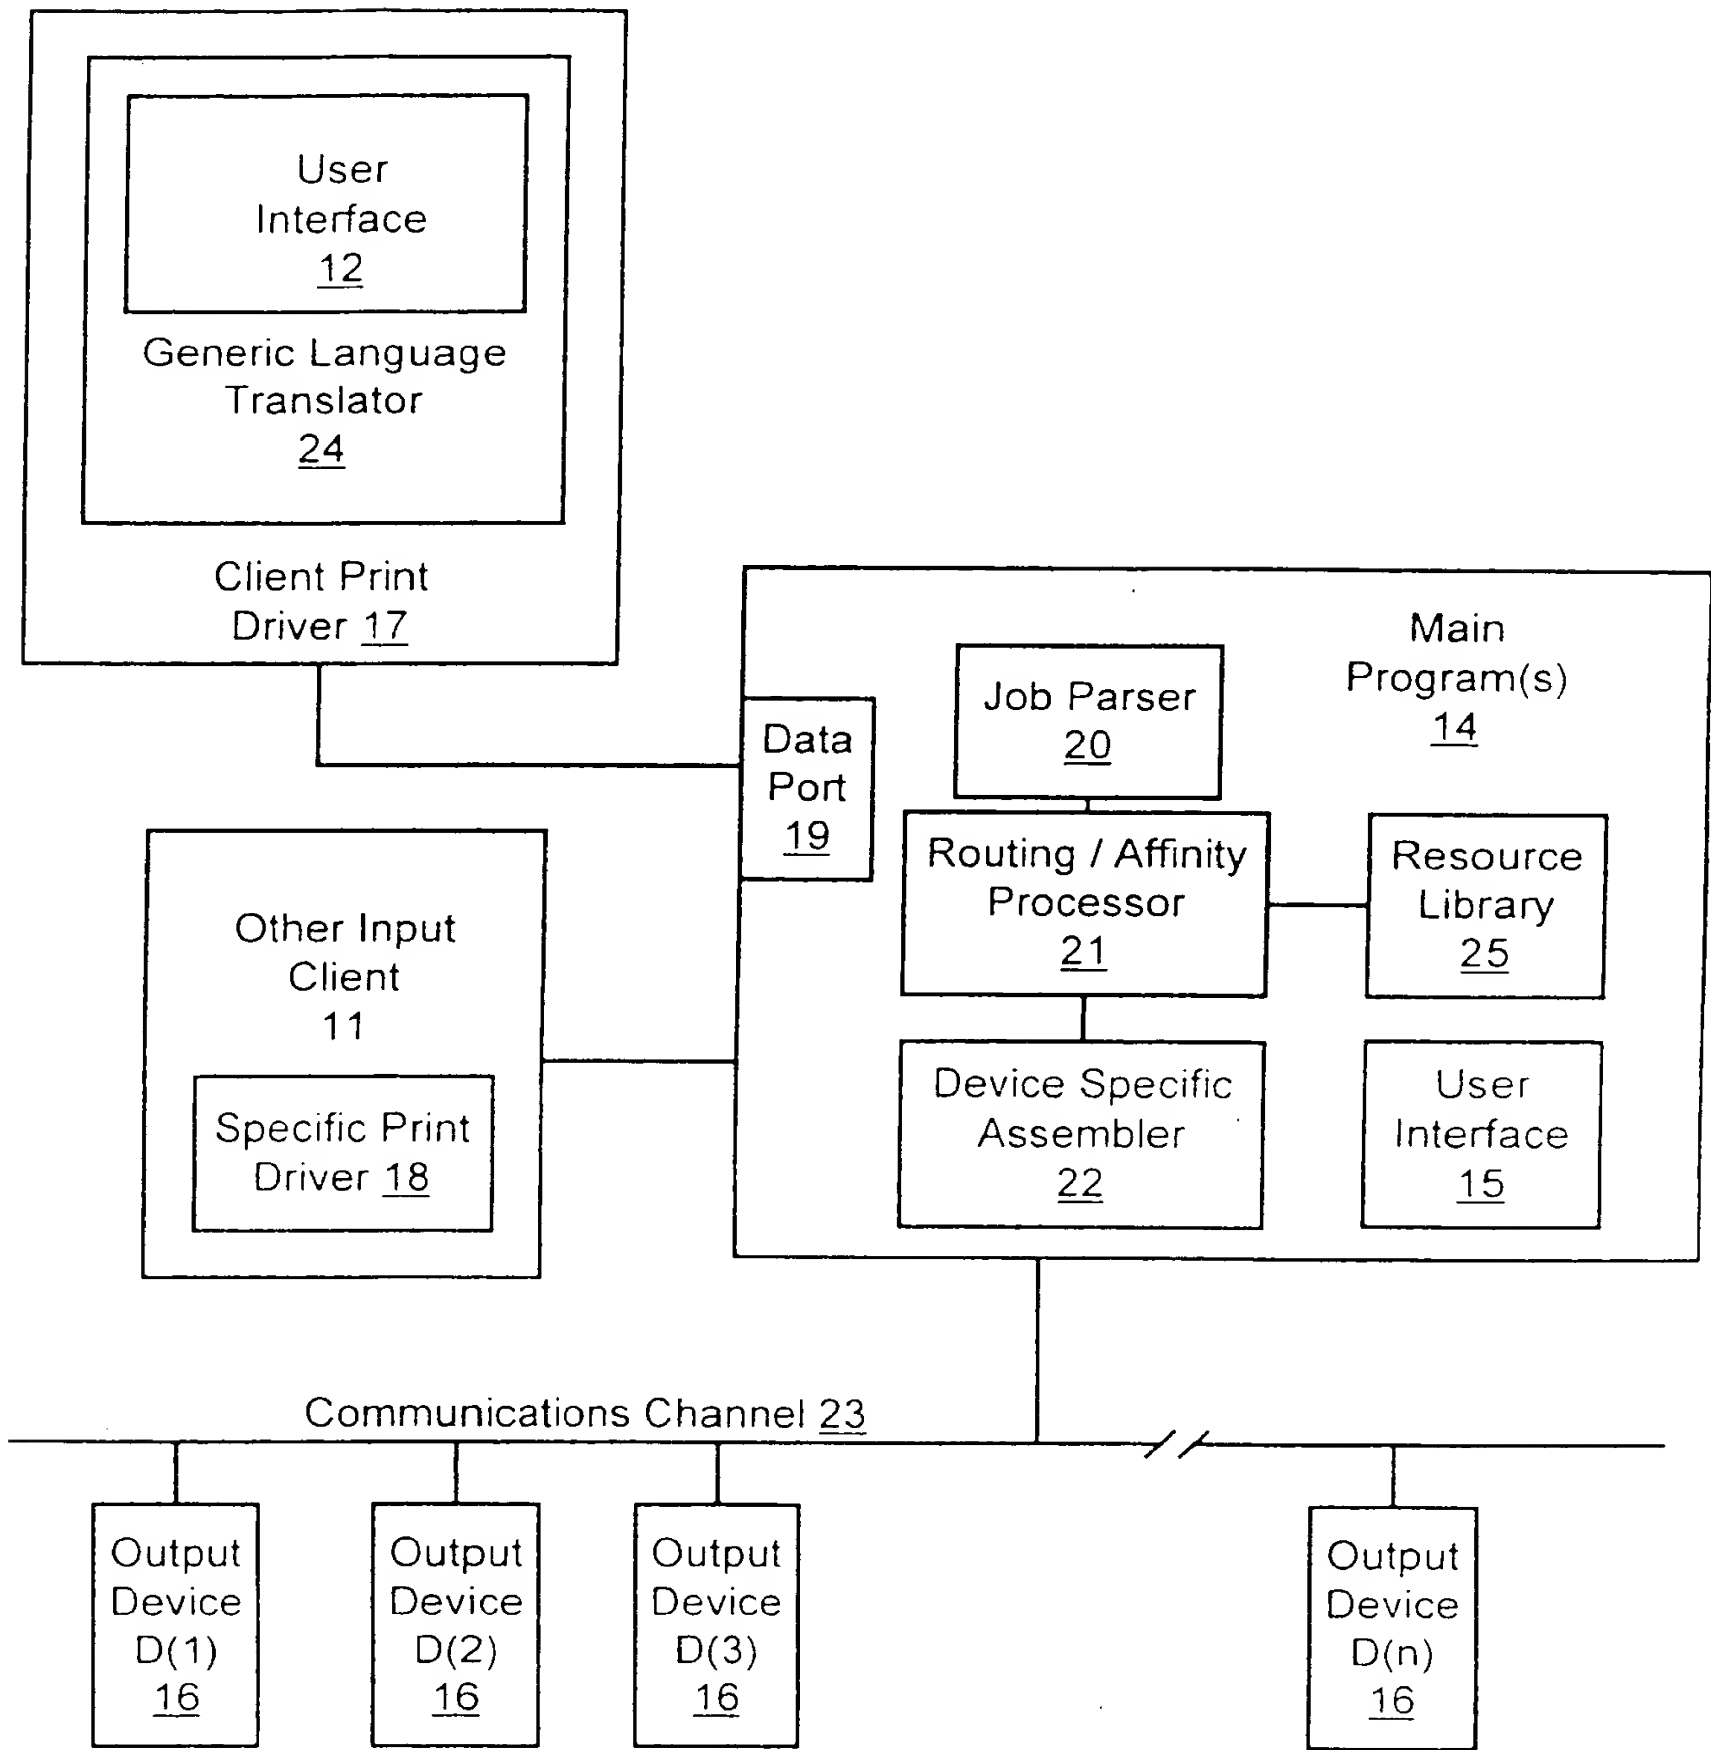 User
Interface
12
Generic Language
Translator
24
Client Print
Driver 17
Main
Program(s)
14
Job Parser
20
Data
Port
19
Routing / Affinity
Processor
21
Resource
Library
25
Other Input
Client
11
Specific Print
Driver 18
Device Specific
Assembler
22
User
Interface
15
Communications Channel 23
Output
Device
D(1)
16
Output
Device
D(2)
16
Output
Device
D(3)
16
Output
Device
D(n)
16